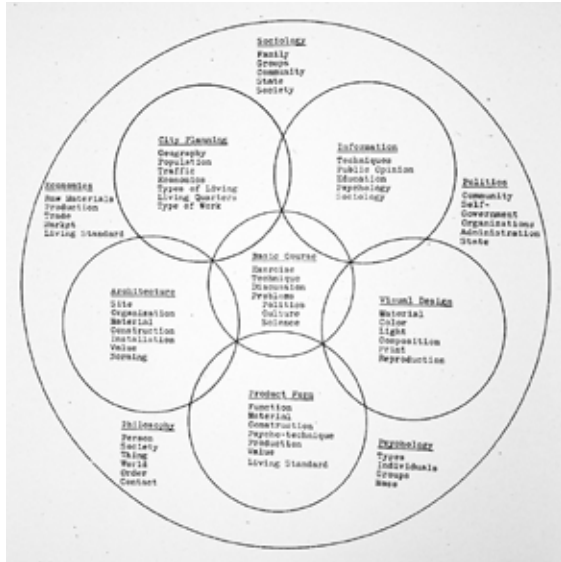 Sociology
Family
Groups
Community
State
Society
City Planning
Geography
Population
Traffic
Economics
Types of Living
Living Quarters
Type of Work
Information
Techniques
Public Opinion
Education
Psychology
Sociology
Economics
Raw Materials
Production
Trade
Market
Living Standard
Politics
Community
Self-
Government
Organizations
Administration
State
Basic Course
Exercise
Technique
Discussion
Problems
Politics
Culture
Science
Architecture
Site
Organization
Material
Construction
Installation
Value
Forming
Visual Design
Material
Color
Light
Composition
Print
Reproduction
Product Form
Function
Material
Construction
Psycho-technique
Production
Value
Living Standard
Philosophy
Person
Society
Thing
World
Order
Contact
Psychology
Types
Individuals
Groups